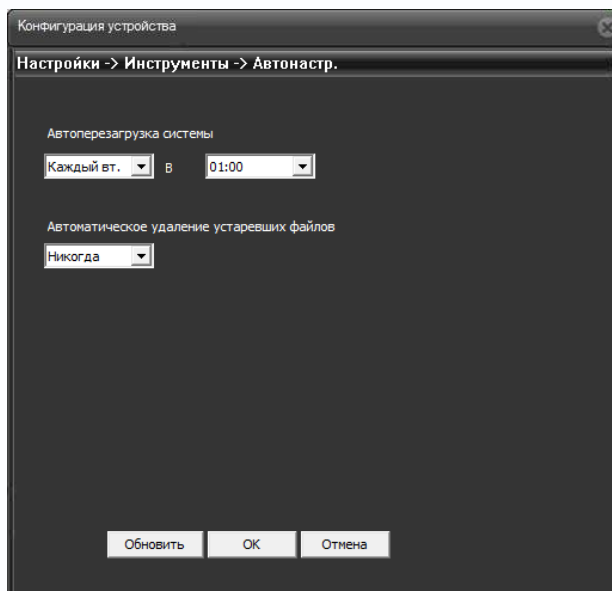 Конфигурация устройства
Настройки -> Инструменты -> Автонастр.
Автоперезагрузка системы
Каждый вт. В 01:00
Автоматическое удаление устаревших файлов
Никогда
Обновить OK Отмена